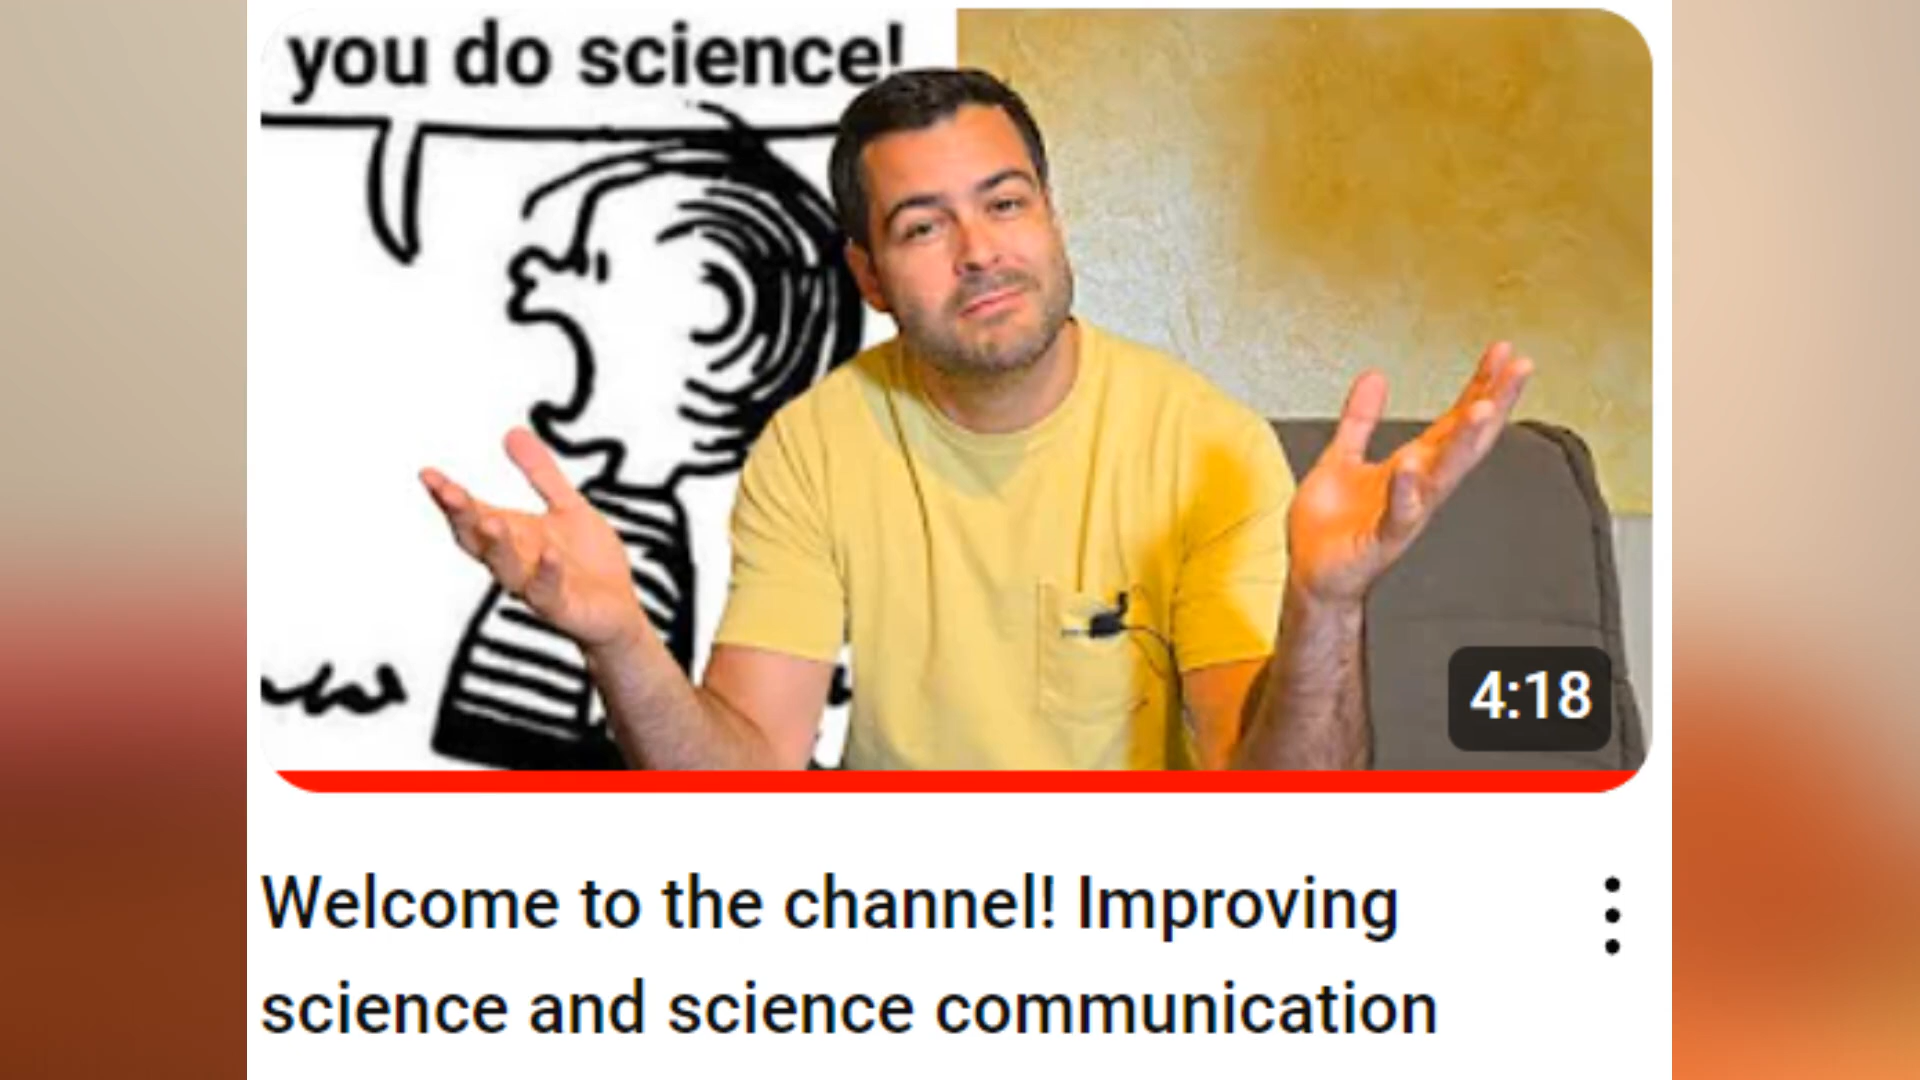 you do science!
4:18
Welcome to the channel! Improving
science and science communication